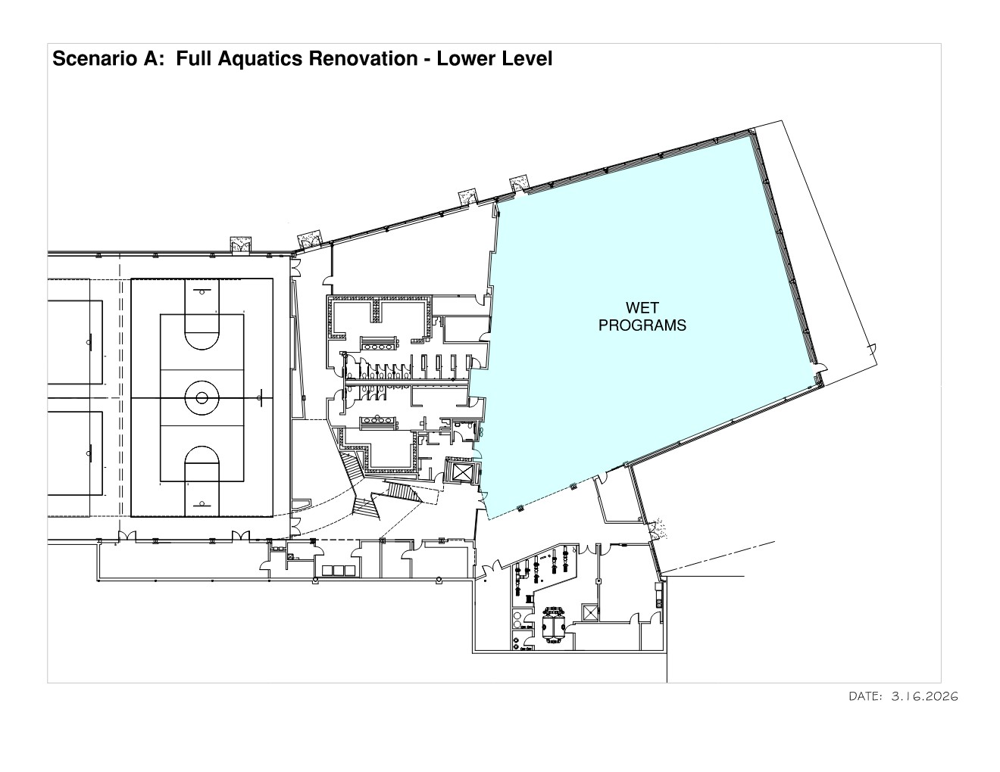 Scenario A:  Full Aquatics Renovation - Lower Level
WET
PROGRAMS
DATE:  3.16.2026